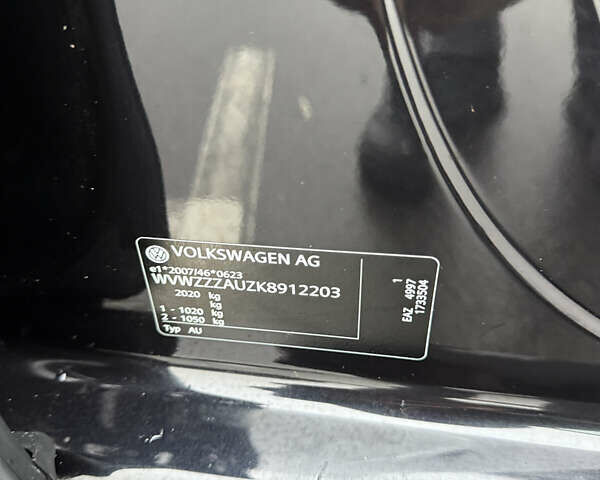 VOLKSWAGEN AG
e1*2007/46*0623
WVWZZZAUZK8912203
2020 kg
kg
1 - 1020 kg
2 - 1050 kg
Typ AU
1
EAZ 4997
1733504